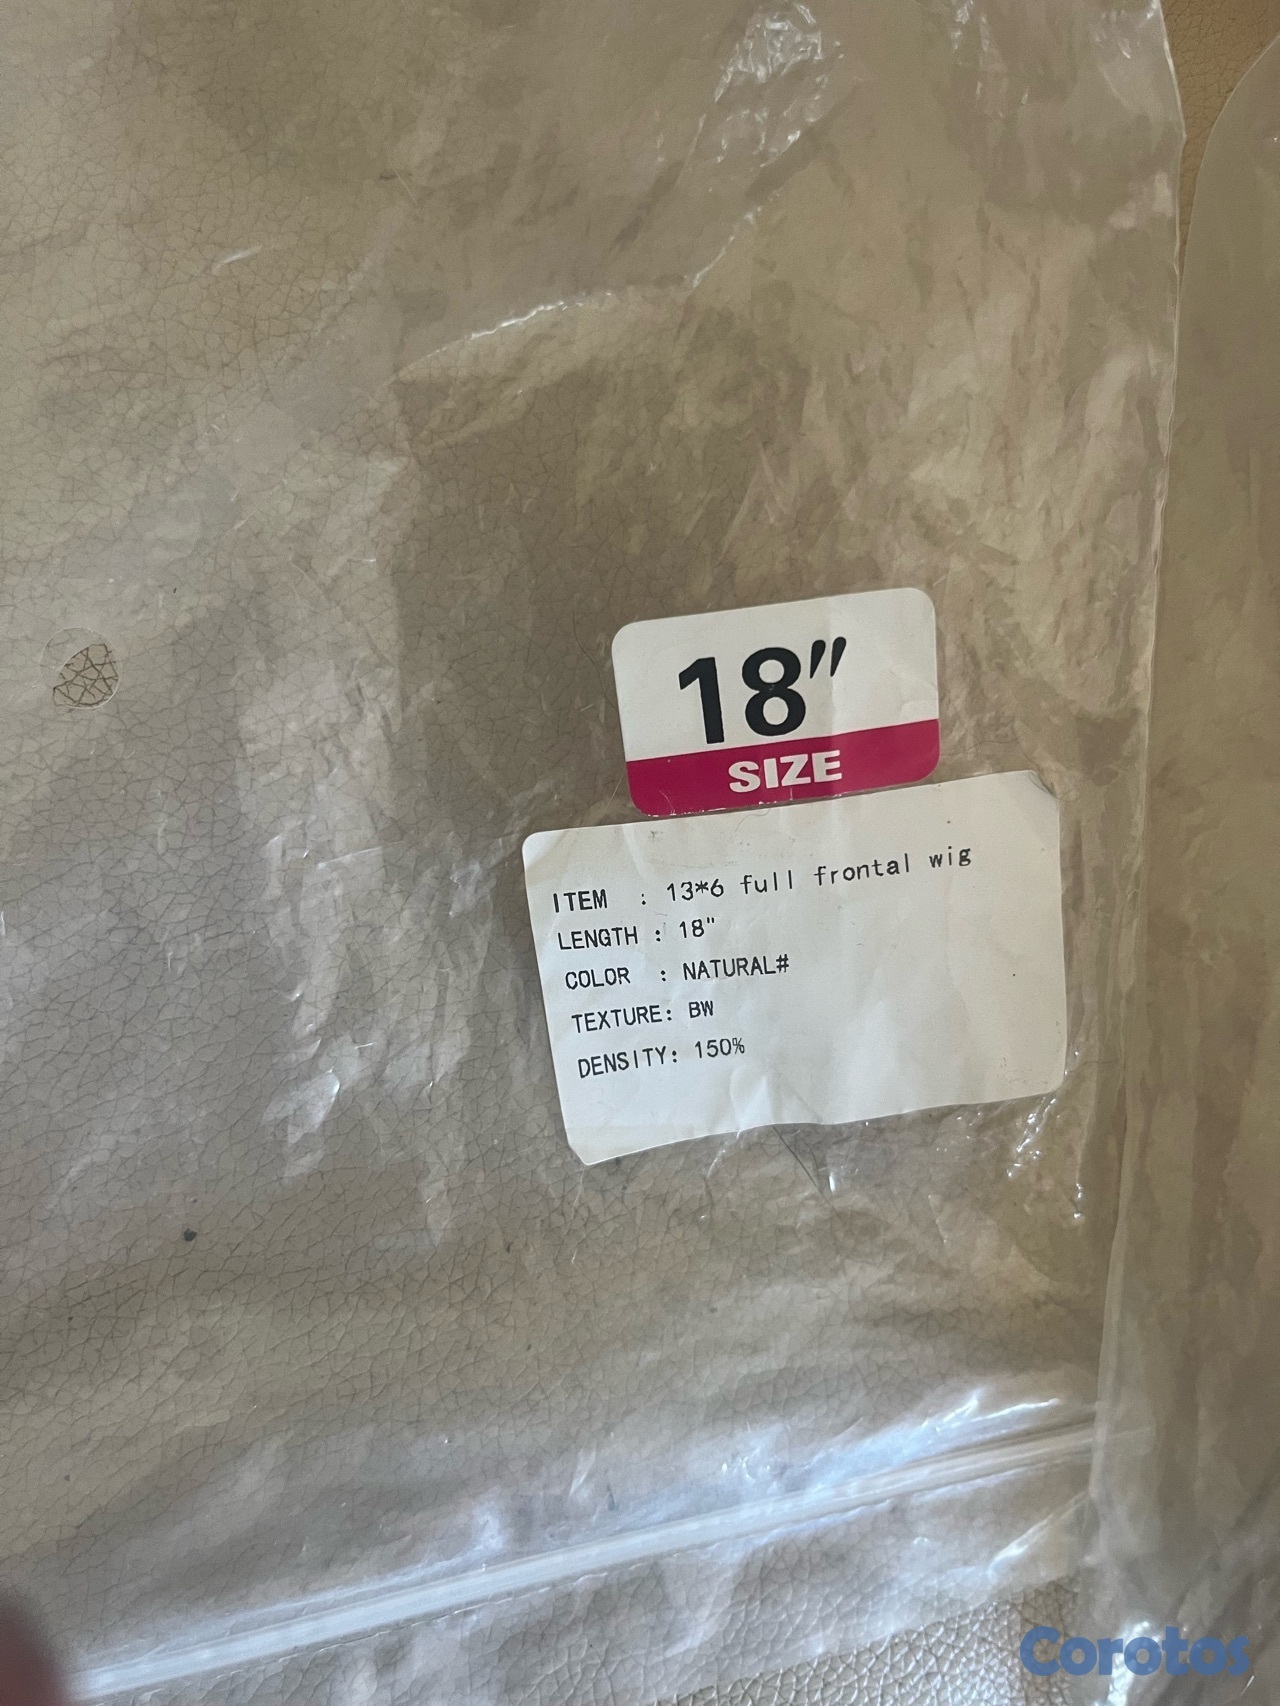 18"
SIZE
ITEM : 13*6 full frontal wig
LENGTH : 18"
COLOR : NATURAL#
TEXTURE: BW
DENSITY: 150%
Corotos